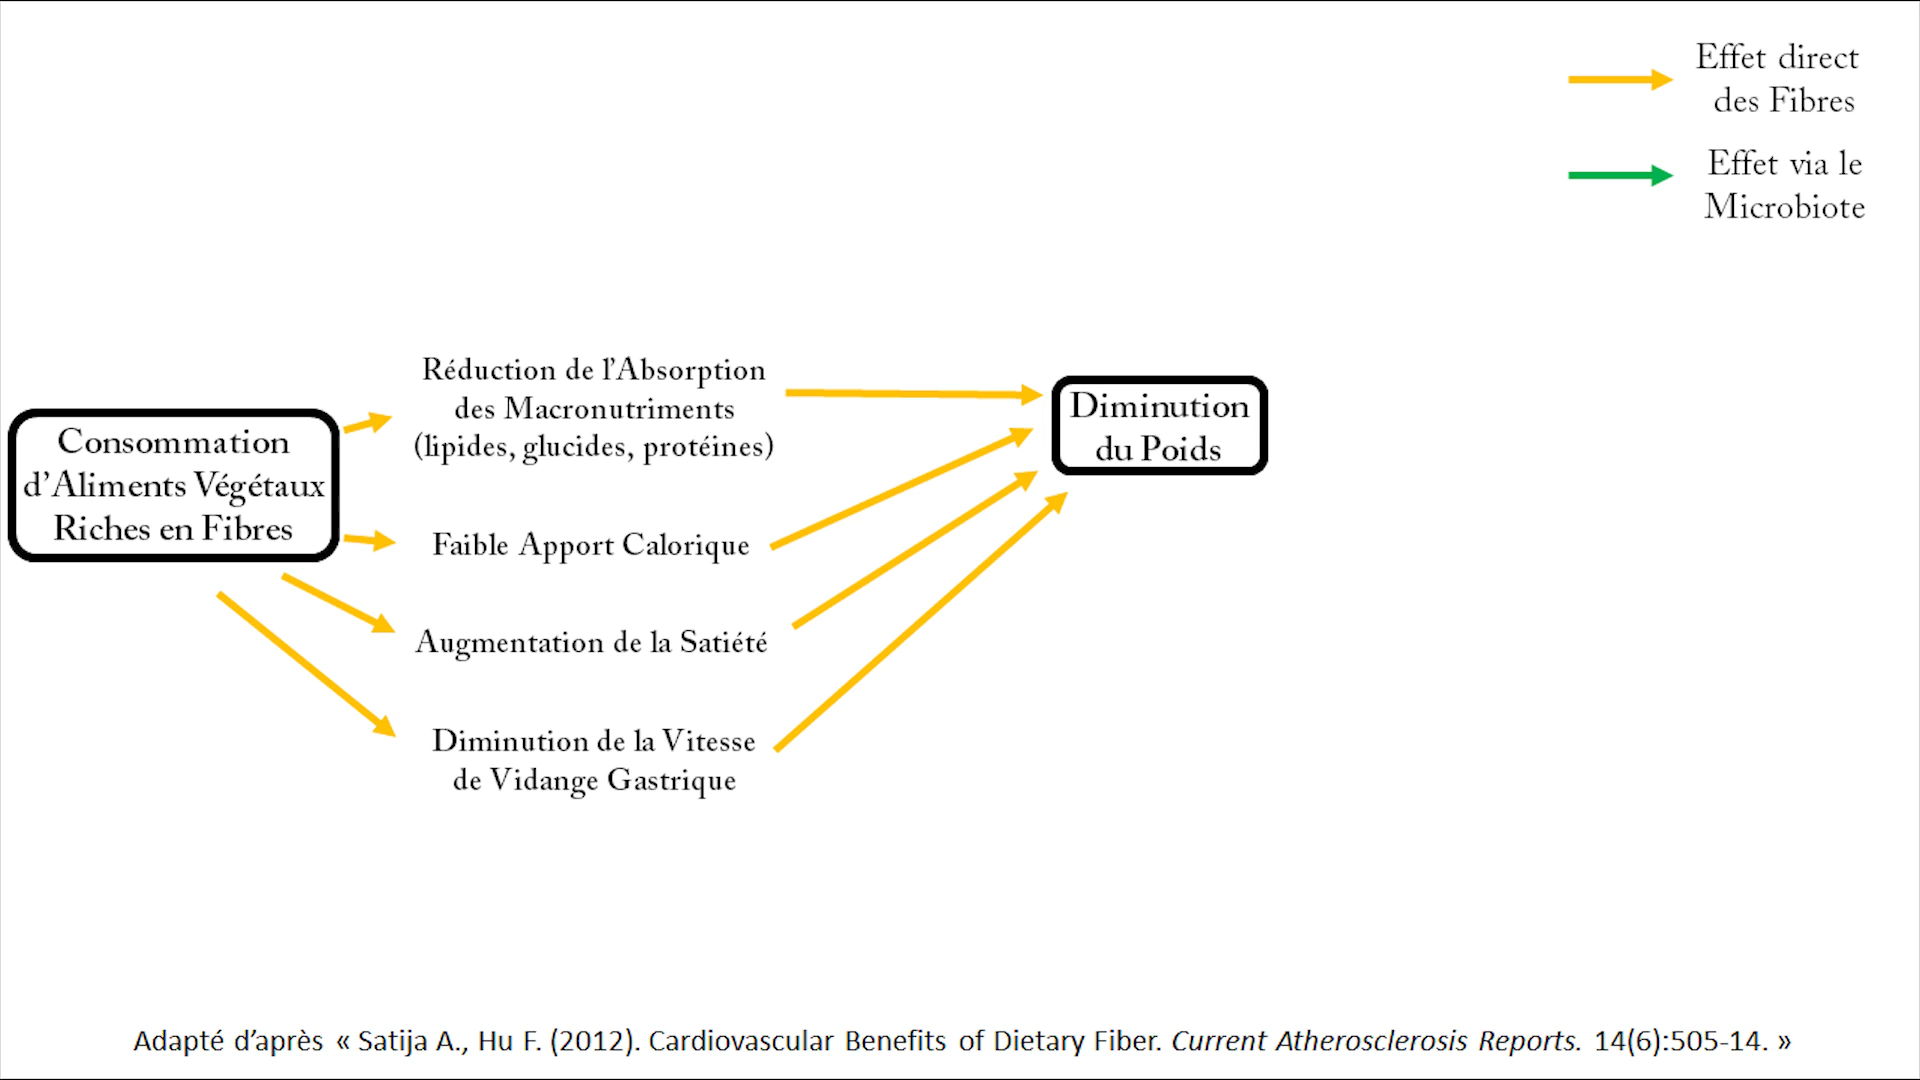 Effet direct
des Fibres
Effet via le
Microbiote
Consommation
d’Aliments Végétaux
Riches en Fibres
Réduction de l’Absorption
des Macronutriments
(lipides, glucides, protéines)
Faible Apport Calorique
Augmentation de la Satiété
Diminution de la Vitesse
de Vidange Gastrique
Diminution
du Poids
Adapté d’après « Satija A., Hu F. (2012). Cardiovascular Benefits of Dietary Fiber. Current Atherosclerosis Reports. 14(6):505-14. »